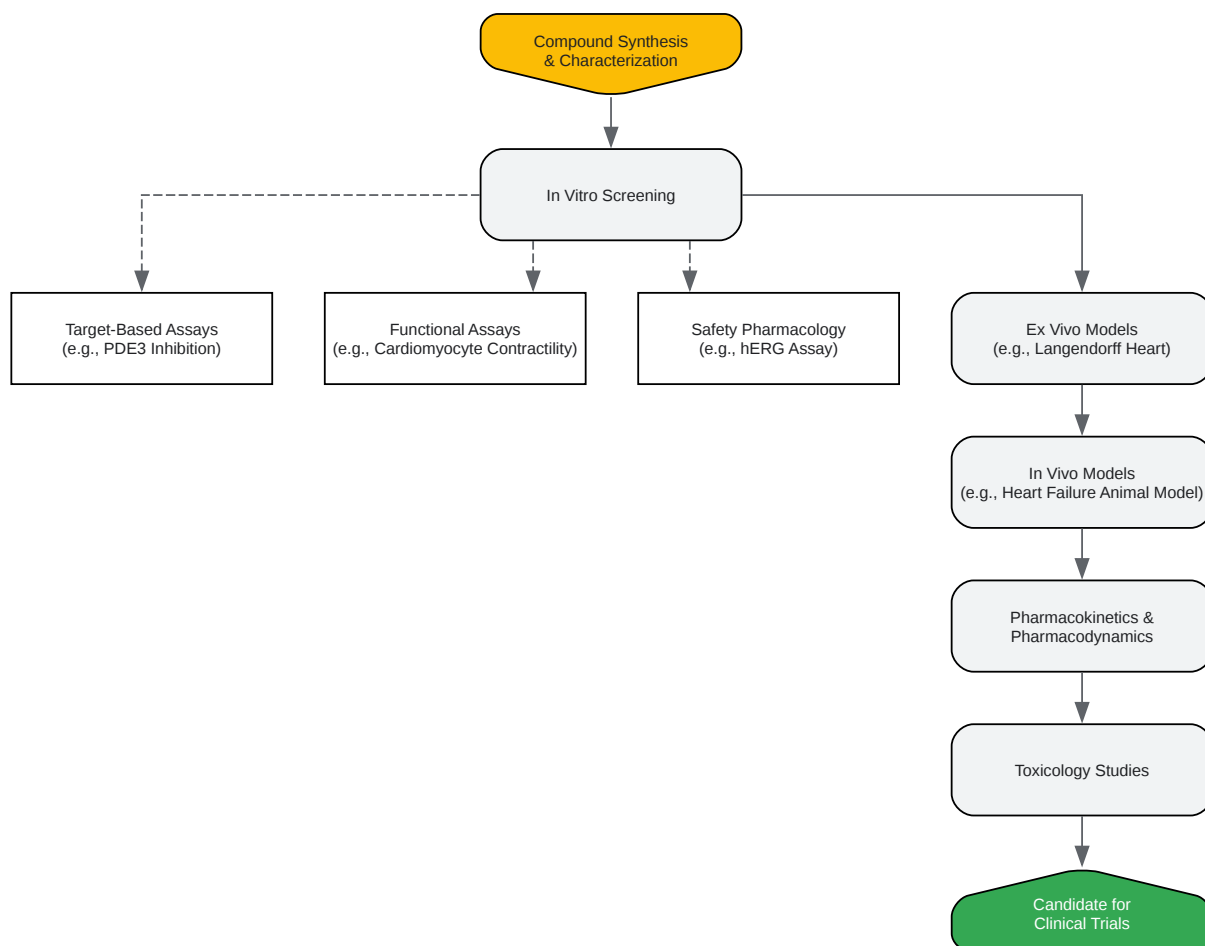 Compound Synthesis
& Characterization
In Vitro Screening
Target-Based Assays
(e.g., PDE3 Inhibition)
Functional Assays
(e.g., Cardiomyocyte Contractility)
Safety Pharmacology
(e.g., hERG Assay)
Ex Vivo Models
(e.g., Langendorff Heart)
In Vivo Models
(e.g., Heart Failure Animal Model)
Pharmacokinetics &
Pharmacodynamics
Toxicology Studies
Candidate for
Clinical Trials